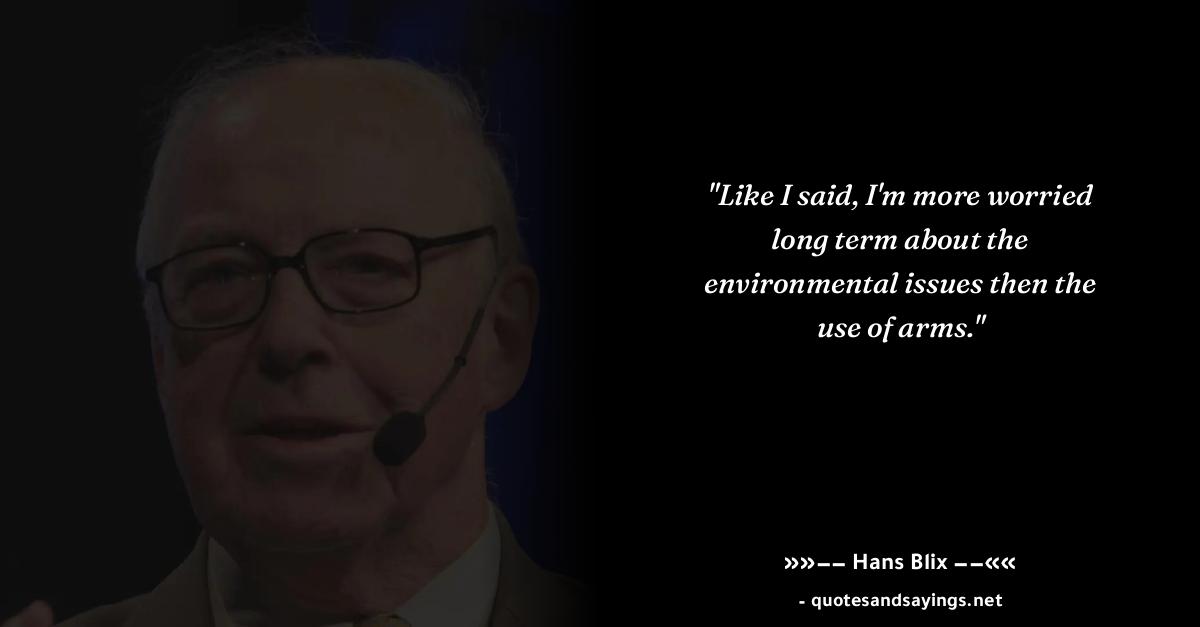 "Like I said, I'm more worried
long term about the
environmental issues then the
use of arms."
»»–– Hans Blix ––««
- quotesandsayings.net